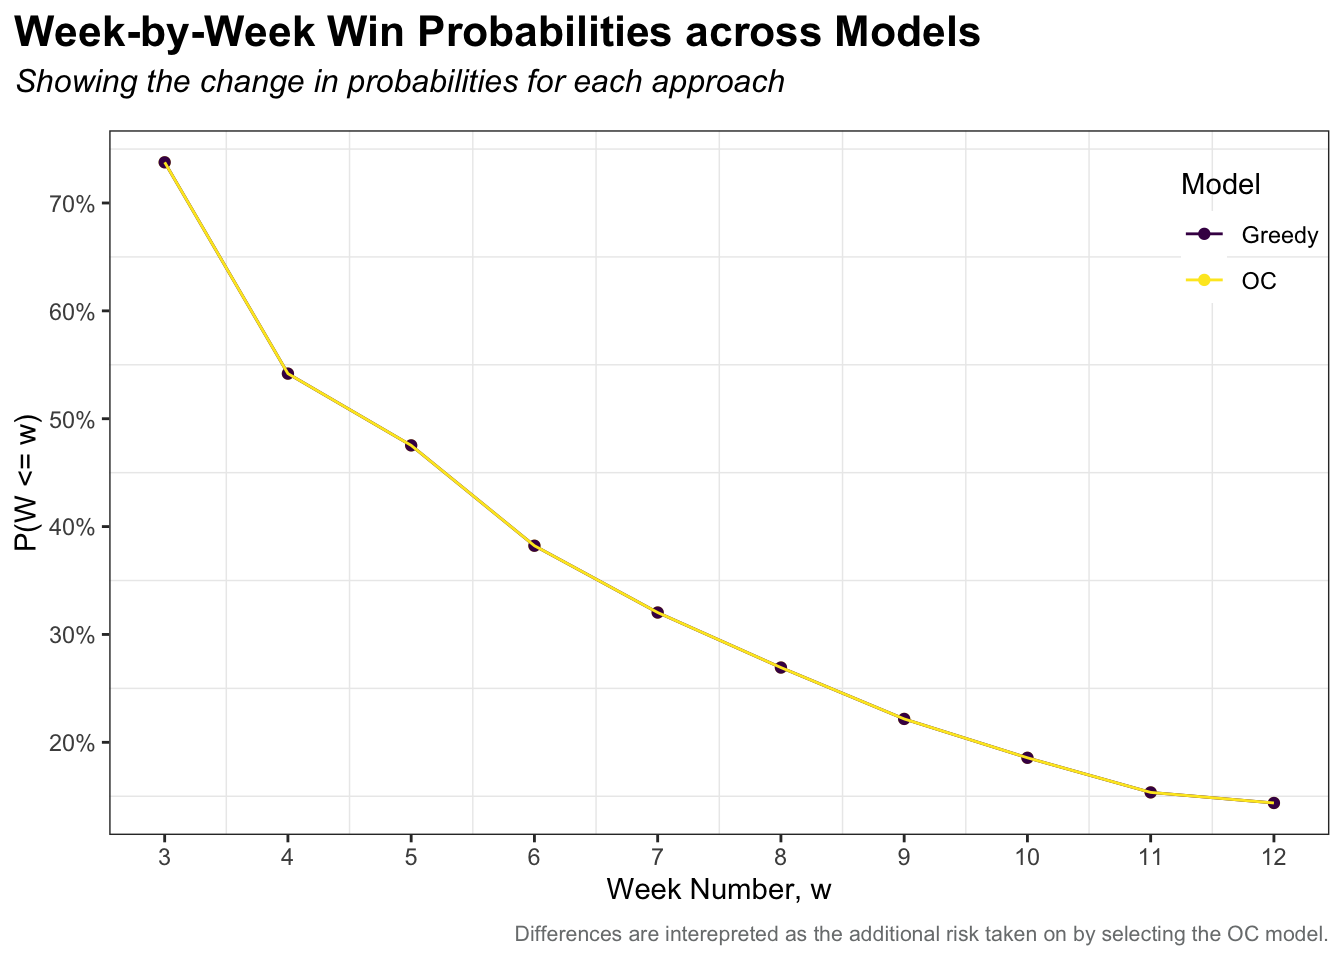 Week-by-Week Win Probabilities across Models
Showing the change in probabilities for each approach
P(W <= w)
70%
60%
50%
40%
30%
20%
Model
Greedy
OC
3 4 5 6 7 8 9 10 11 12
Week Number, w
Differences are interepreted as the additional risk taken on by selecting the OC model.